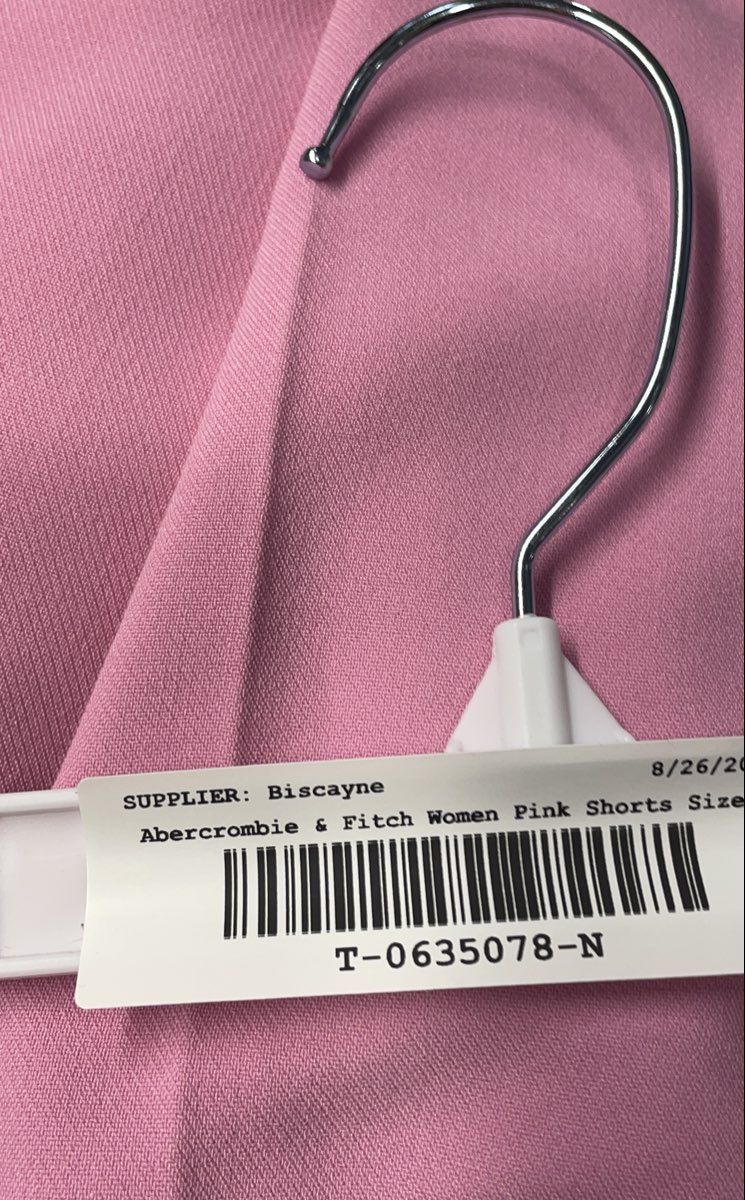 8/26/20
SUPPLIER: Biscayne
Abercrombie & Fitch Women Pink Shorts Size
T-0635078-N